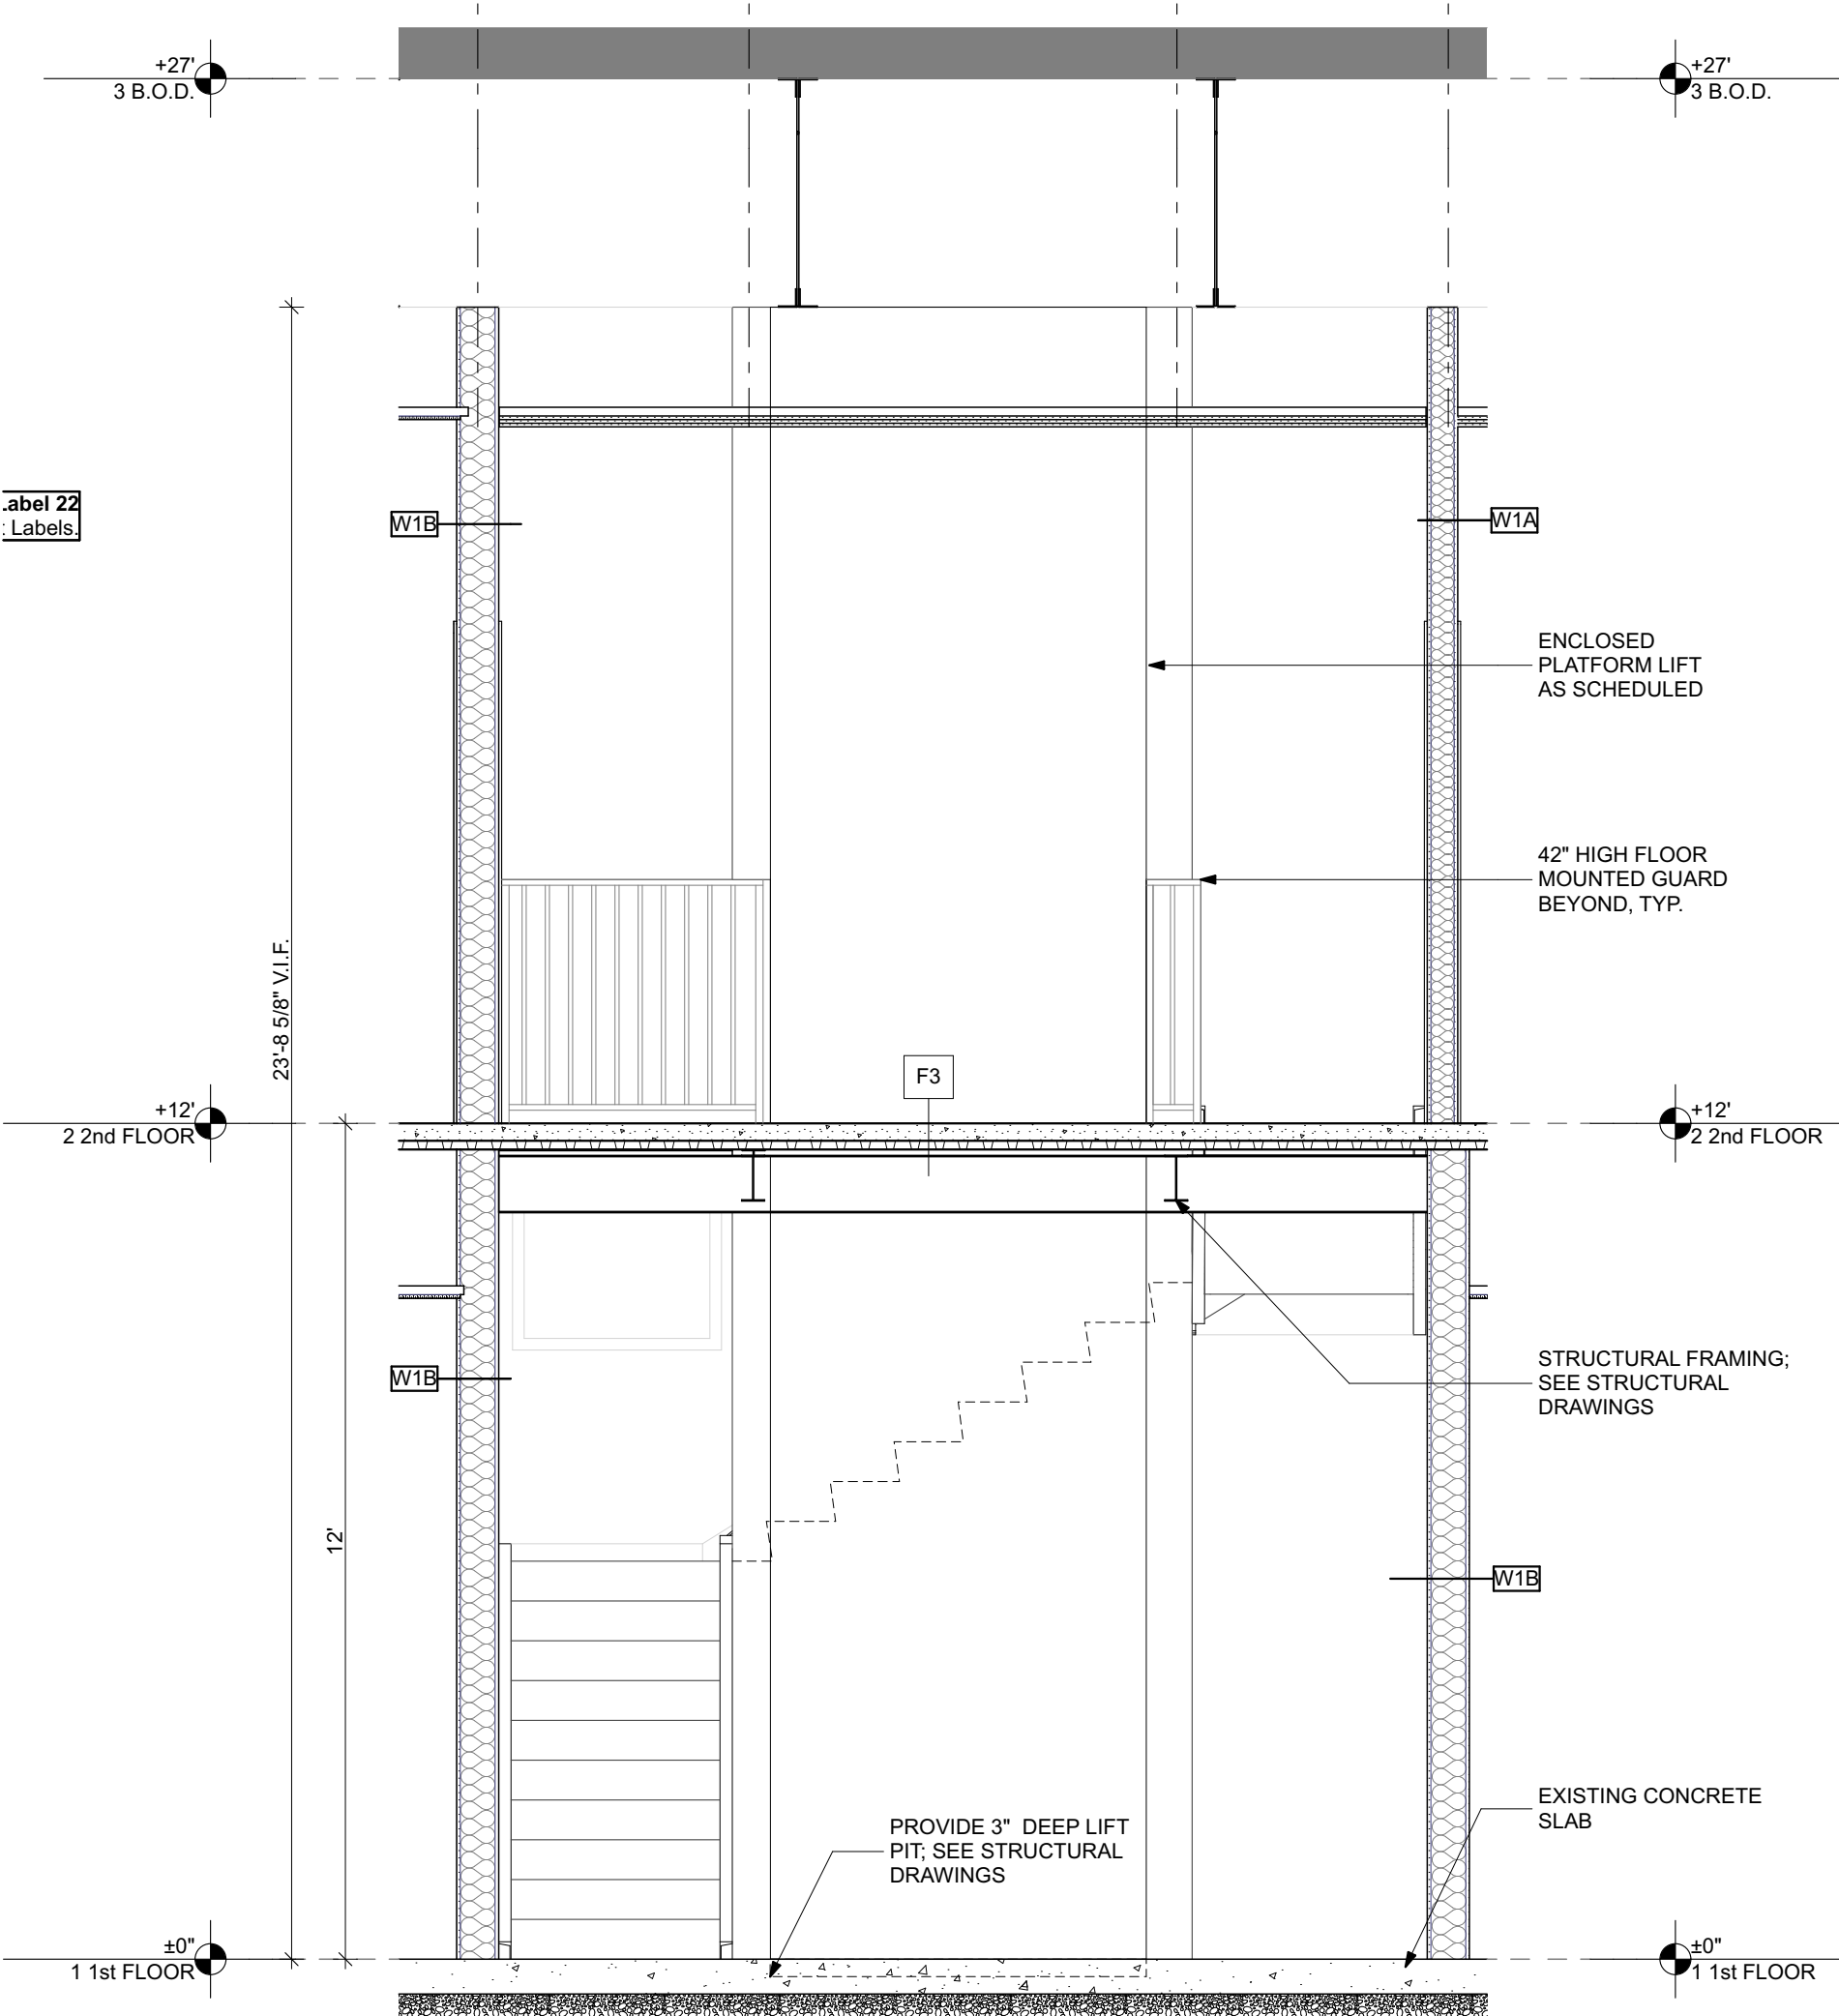 +27'
3 B.O.D.
+27'
3 B.O.D.
Label 22
Labels.
W1B
W1A
ENCLOSED
PLATFORM LIFT
AS SCHEDULED
42" HIGH FLOOR
MOUNTED GUARD
BEYOND, TYP.
23'-8 5/8" V.I.F.
F3
+12'
2 2nd FLOOR
+12'
2 2nd FLOOR
W1B
STRUCTURAL FRAMING;
SEE STRUCTURAL
DRAWINGS
12'
W1B
PROVIDE 3" DEEP LIFT
PIT; SEE STRUCTURAL
DRAWINGS
EXISTING CONCRETE
SLAB
±0"
1 1st FLOOR
±0"
1 1st FLOOR